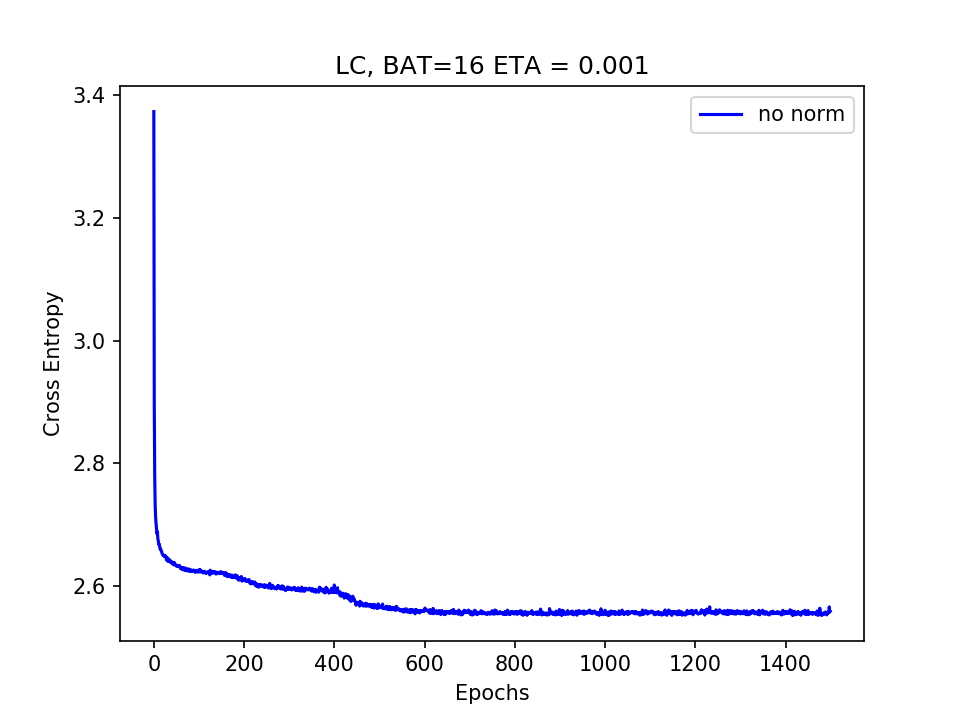 LC, BAT=16 ETA = 0.001
no norm
3.4
3.2
3.0
2.8
2.6
Cross Entropy
0 200 400 600 800 1000 1200 1400
Epochs